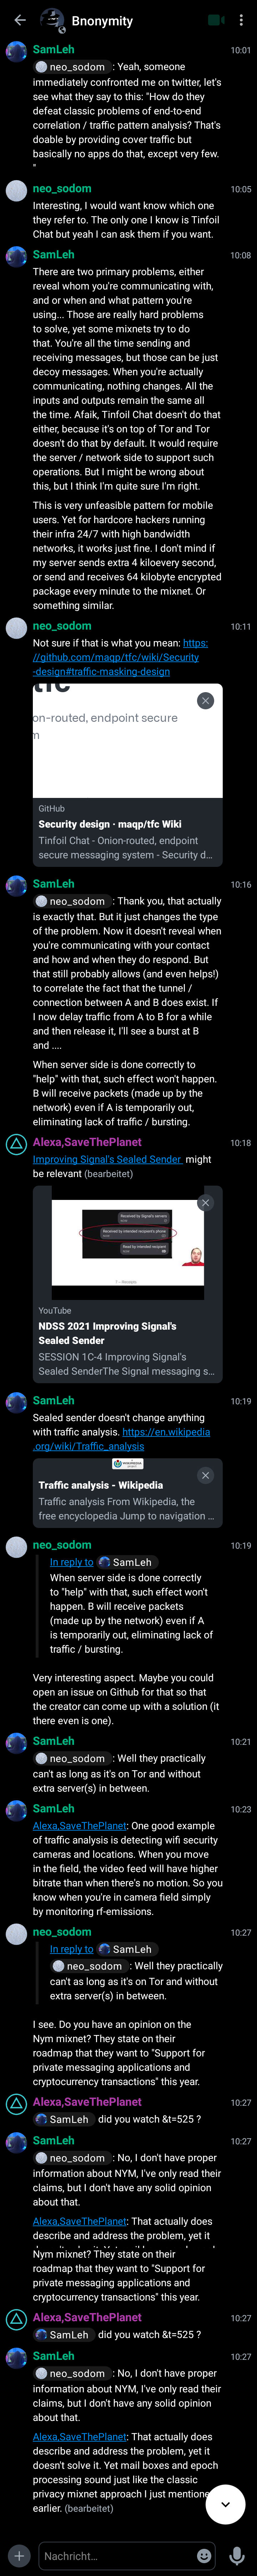 Bnonymity
SamLeh 10:01
neo_sodom : Yeah, someone
immediately confronted me on twitter, let's
see what they say to this: "How do they
defeat classic problems of end-to-end
correlation / traffic pattern analysis? That's
doable by providing cover traffic but
basically no apps do that, except very few.
"
neo_sodom 10:05
Interesting, I would want know which one
they refer to. The only one I know is Tinfoil
Chat but yeah I can ask them if you want.
SamLeh 10:08
There are two primary problems, either
reveal whom you're communicating with,
and or when and what pattern you're
using... Those are really hard problems
to solve, yet some mixnets try to do
that. You're all the time sending and
receiving messages, but those can be just
decoy messages. When you're actually
communicating, nothing changes. All the
inputs and outputs remain the same all
the time. Afaik, Tinfoil Chat doesn't do that
either, because it's on top of Tor and Tor
doesn't do that by default. It would require
the server / network side to support such
operations. But I might be wrong about
this, but I think I'm quite sure I'm right.
This is very unfeasible pattern for mobile
users. Yet for hardcore hackers running
their infra 24/7 with high bandwidth
networks, it works just fine. I don't mind if
my server sends extra 4 kiloevery second,
or send and receives 64 kilobyte encrypted
package every minute to the mixnet. Or
something similar.
neo_sodom 10:11
Not sure if that is what you mean: https:
//github.com/maqp/tfc/wiki/Security
-design#traffic-masking-design
tfc
on-routed, endpoint secure
m
GitHub
Security design · maqp/tfc Wiki
Tinfoil Chat - Onion-routed, endpoint
secure messaging system - Security d...
SamLeh 10:16
neo_sodom : Thank you, that actually
is exactly that. But it just changes the type
of the problem. Now it doesn't reveal when
you're communicating with your contact
and how and when they do respond. But
that still probably allows (and even helps!)
to correlate the fact that the tunnel /
connection between A and B does exist. If
I now delay traffic from A to B for a while
and then release it, I'll see a burst at B
and ....
When server side is done correctly to
"help" with that, such effect won't happen.
B will receive packets (made up by the
network) even if A is temporarily out,
eliminating lack of traffic / bursting.
Alexa,SaveThePlanet 10:18
Improving Signal's Sealed Sender might
be relevant (bearbeitet)
Received by Signal's servers
Received by intended recipient's phone
Read by intended recipient
7 - Receipts
YouTube
NDSS 2021 Improving Signal's
Sealed Sender
SESSION 1C-4 Improving Signal's
Sealed SenderThe Signal messaging s...
SamLeh 10:19
Sealed sender doesn't change anything
with traffic analysis. https://en.wikipedia
.org/wiki/Traffic_analysis
Traffic analysis - Wikipedia
Traffic analysis From Wikipedia, the
free encyclopedia Jump to navigation ...
neo_sodom 10:19
In reply to SamLeh
When server side is done correctly
to "help" with that, such effect won't
happen. B will receive packets
(made up by the network) even if A
is temporarily out, eliminating lack of
traffic / bursting.
Very interesting aspect. Maybe you could
open an issue on Github for that so that
the creator can come up with a solution (it
there even is one).
SamLeh 10:21
neo_sodom : Well they practically
can't as long as it's on Tor and without
extra server(s) in between.
SamLeh 10:23
Alexa,SaveThePlanet: One good example
of traffic analysis is detecting wifi security
cameras and locations. When you move
in the field, the video feed will have higher
bitrate than when there's no motion. So you
know when you're in camera field simply
by monitoring rf-emissions.
neo_sodom 10:27
In reply to SamLeh
neo_sodom : Well they practically
can't as long as it's on Tor and without
extra server(s) in between.
I see. Do you have an opinion on the
Nym mixnet? They state on their
roadmap that they want to "Support for
private messaging applications and
cryptocurrency transactions" this year.
Alexa,SaveThePlanet 10:27
SamLeh did you watch &t=525 ?
SamLeh 10:27
neo_sodom : No, I don't have proper
information about NYM, I've only read their
claims, but I don't have any solid opinion
about that.
Alexa,SaveThePlanet: That actually does
describe and address the problem, yet it
Nym mixnet? They state on their
roadmap that they want to "Support for
private messaging applications and
cryptocurrency transactions" this year.
Alexa,SaveThePlanet 10:27
SamLeh did you watch &t=525 ?
SamLeh 10:27
neo_sodom : No, I don't have proper
information about NYM, I've only read their
claims, but I don't have any solid opinion
about that.
Alexa,SaveThePlanet: That actually does
describe and address the problem, yet it
doesn't solve it. Yet mail boxes and epoch
processing sound just like the classic
privacy mixnet approach I just mentione
earlier. (bearbeitet)
Nachricht...